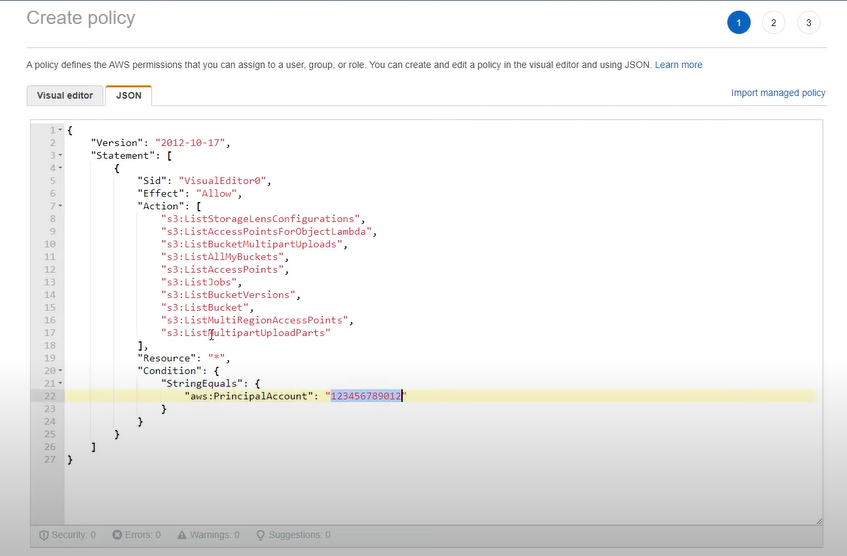 Create policy
1 2 3
A policy defines the AWS permissions that you can assign to a user, group, or role. You can create and edit a policy in the visual editor and using JSON. Learn more
Visual editor JSON Import managed policy
1 {
2 "Version": "2012-10-17",
3 "Statement": [
4 {
5 "Sid": "VisualEditor0",
6 "Effect": "Allow",
7 "Action": [
8 "s3:ListStorageLensConfigurations",
9 "s3:ListAccessPointsForObjectLambda",
10 "s3:ListBucketMultipartUploads",
11 "s3:ListAllMyBuckets",
12 "s3:ListAccessPoints",
13 "s3:ListJobs",
14 "s3:ListBucketVersions",
15 "s3:ListBucket",
16 "s3:ListMultiRegionAccessPoints",
17 "s3:ListMultipartUploadParts"
18 ],
19 "Resource": "*",
20 "Condition": {
21 "StringEquals": {
22 "aws:PrincipalAccount": "123456789012"
23 }
24 }
25 }
26 ]
27 }
Security: 0 Errors: 0 Warnings: 0 Suggestions: 0